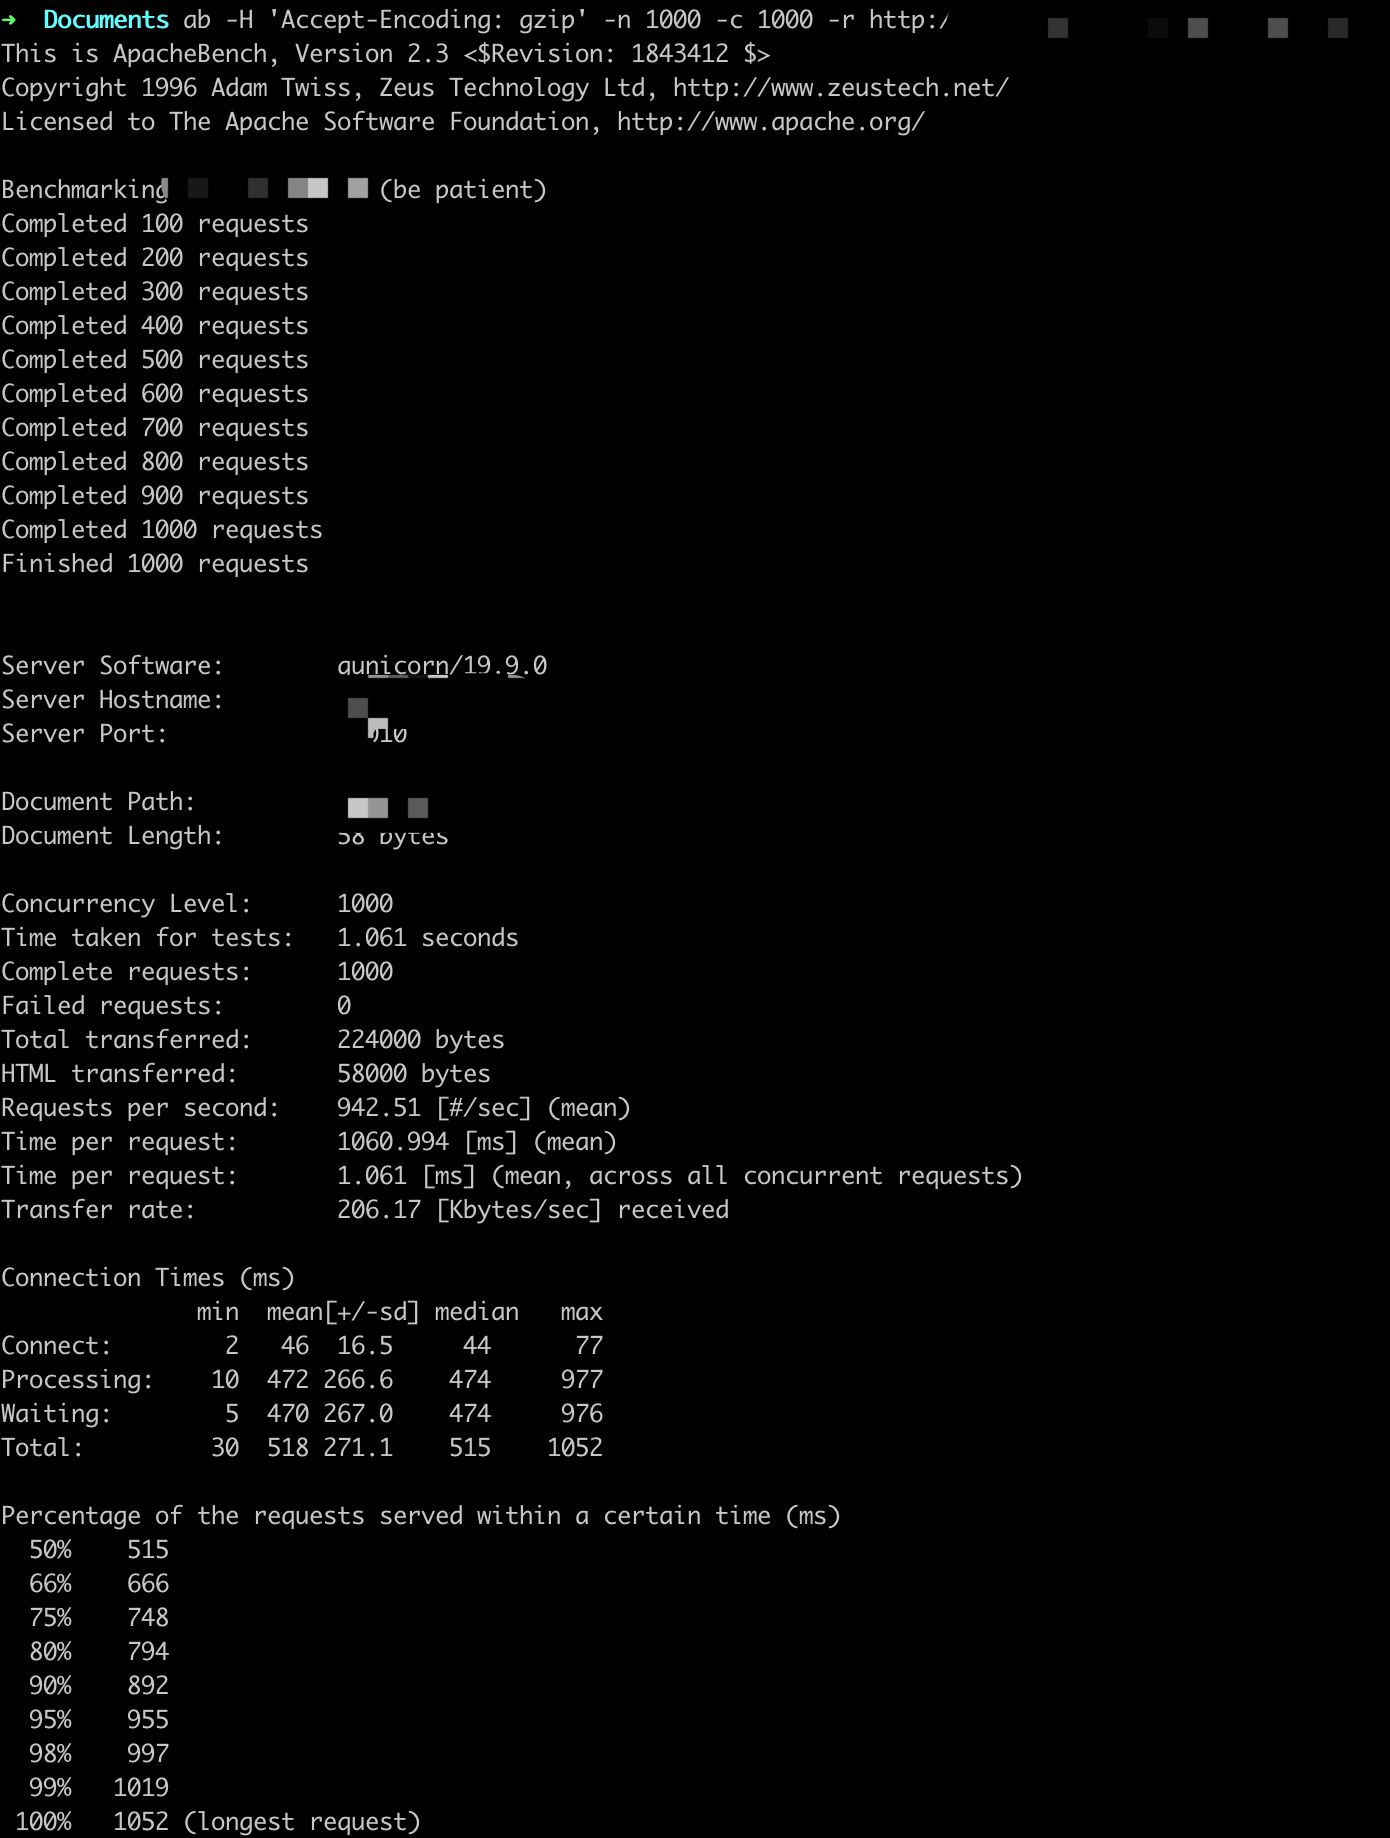 ➜  Documents ab -H 'Accept-Encoding: gzip' -n 1000 -c 1000 -r http:/
This is ApacheBench, Version 2.3 <$Revision: 1843412 $>
Copyright 1996 Adam Twiss, Zeus Technology Ltd, http://www.zeustech.net/
Licensed to The Apache Software Foundation, http://www.apache.org/
Benchmarking (be patient)
Completed 100 requests
Completed 200 requests
Completed 300 requests
Completed 400 requests
Completed 500 requests
Completed 600 requests
Completed 700 requests
Completed 800 requests
Completed 900 requests
Completed 1000 requests
Finished 1000 requests
Server Software:        gunicorn/19.9.0
Server Hostname:
Server Port:
Document Path:
Document Length:        58 bytes
Concurrency Level:      1000
Time taken for tests:   1.061 seconds
Complete requests:      1000
Failed requests:        0
Total transferred:      224000 bytes
HTML transferred:       58000 bytes
Requests per second:    942.51 [#/sec] (mean)
Time per request:       1060.994 [ms] (mean)
Time per request:       1.061 [ms] (mean, across all concurrent requests)
Transfer rate:          206.17 [Kbytes/sec] received
Connection Times (ms)
              min  mean[+/-sd] median   max
Connect:        2   46  16.5     44      77
Processing:    10  472 266.6    474     977
Waiting:        5  470 267.0    474     976
Total:         30  518 271.1    515    1052
Percentage of the requests served within a certain time (ms)
  50%    515
  66%    666
  75%    748
  80%    794
  90%    892
  95%    955
  98%    997
  99%   1019
 100%   1052 (longest request)